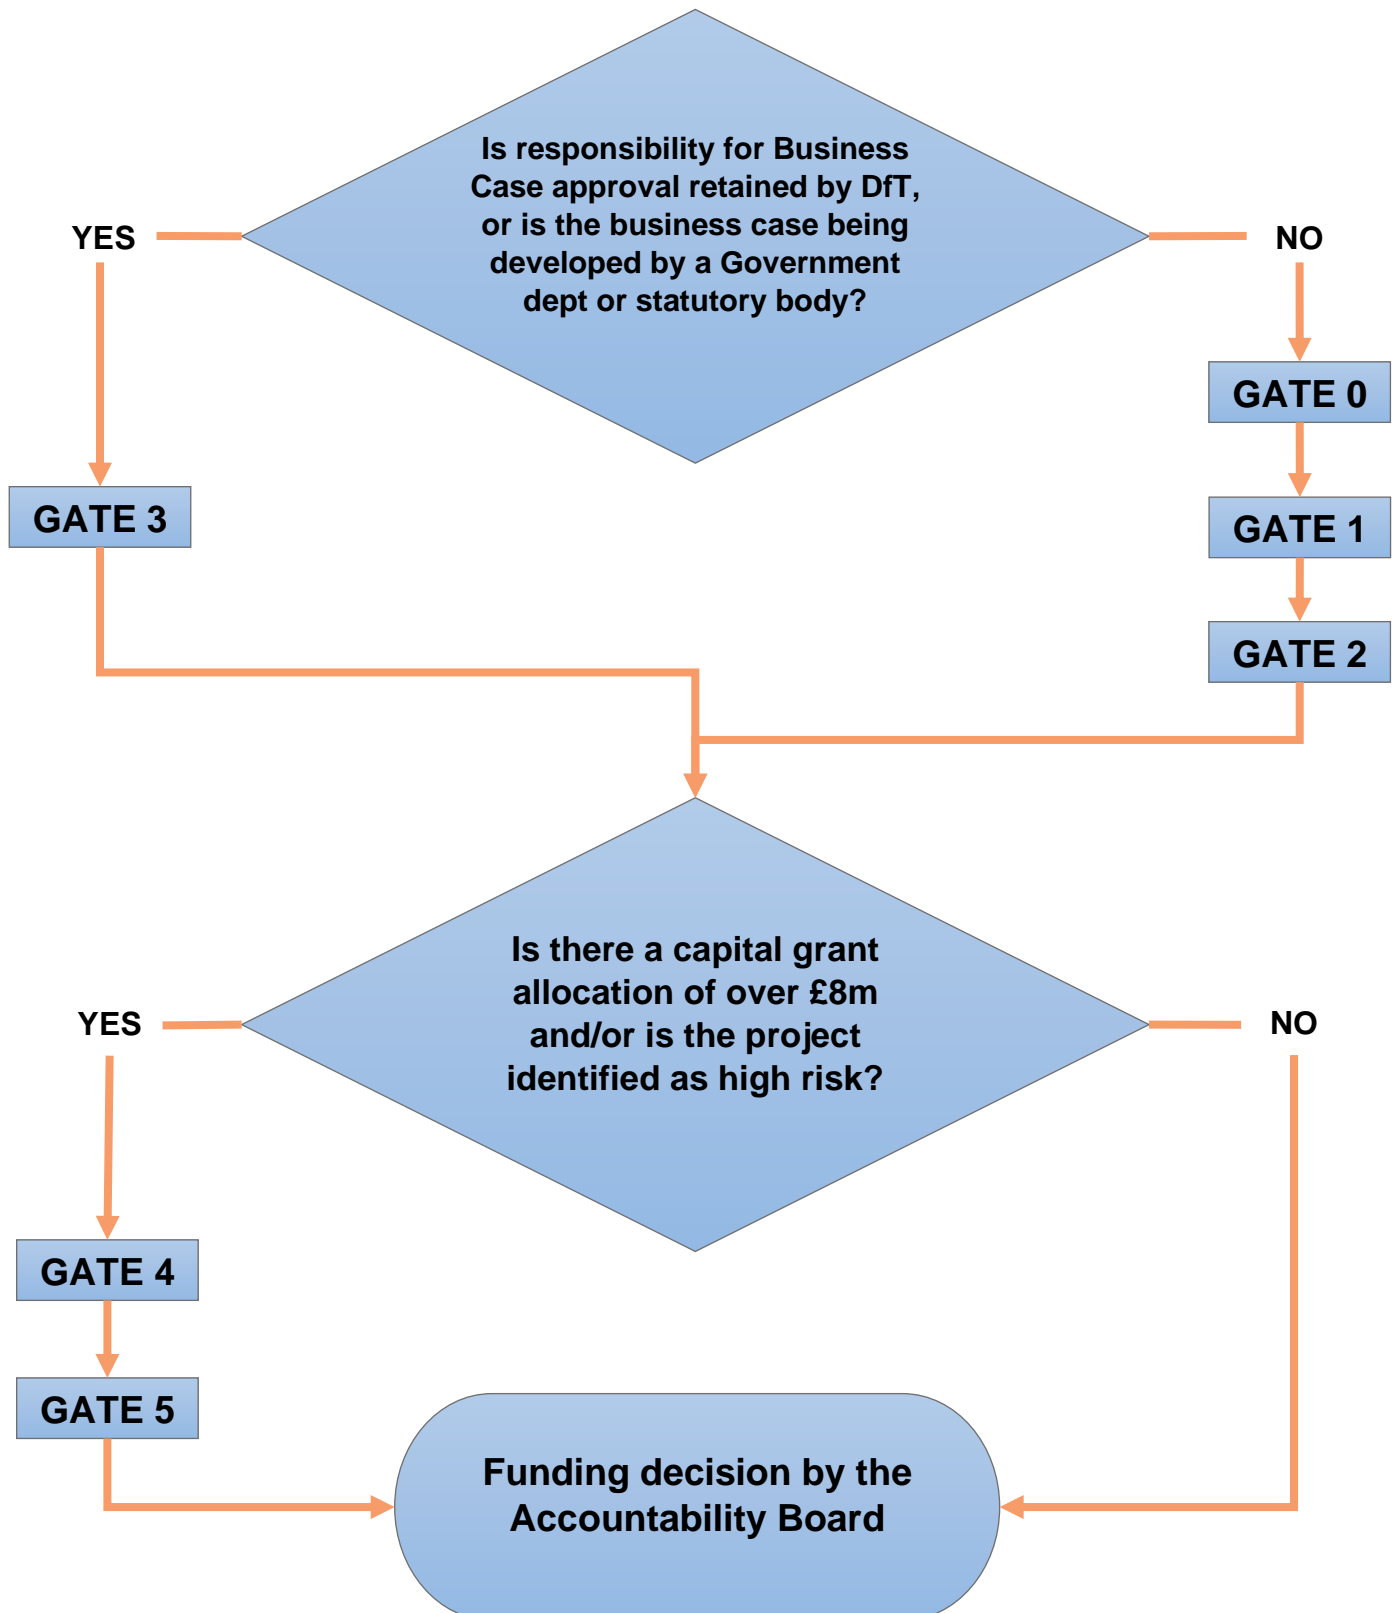 Is responsibility for Business
Case approval retained by DfT,
or is the business case being
developed by a Government
dept or statutory body?
YES
NO
GATE 0
GATE 3
GATE 1
GATE 2
Is there a capital grant
allocation of over £8m
and/or is the project
identified as high risk?
YES
NO
GATE 4
GATE 5
Funding decision by the
Accountability Board